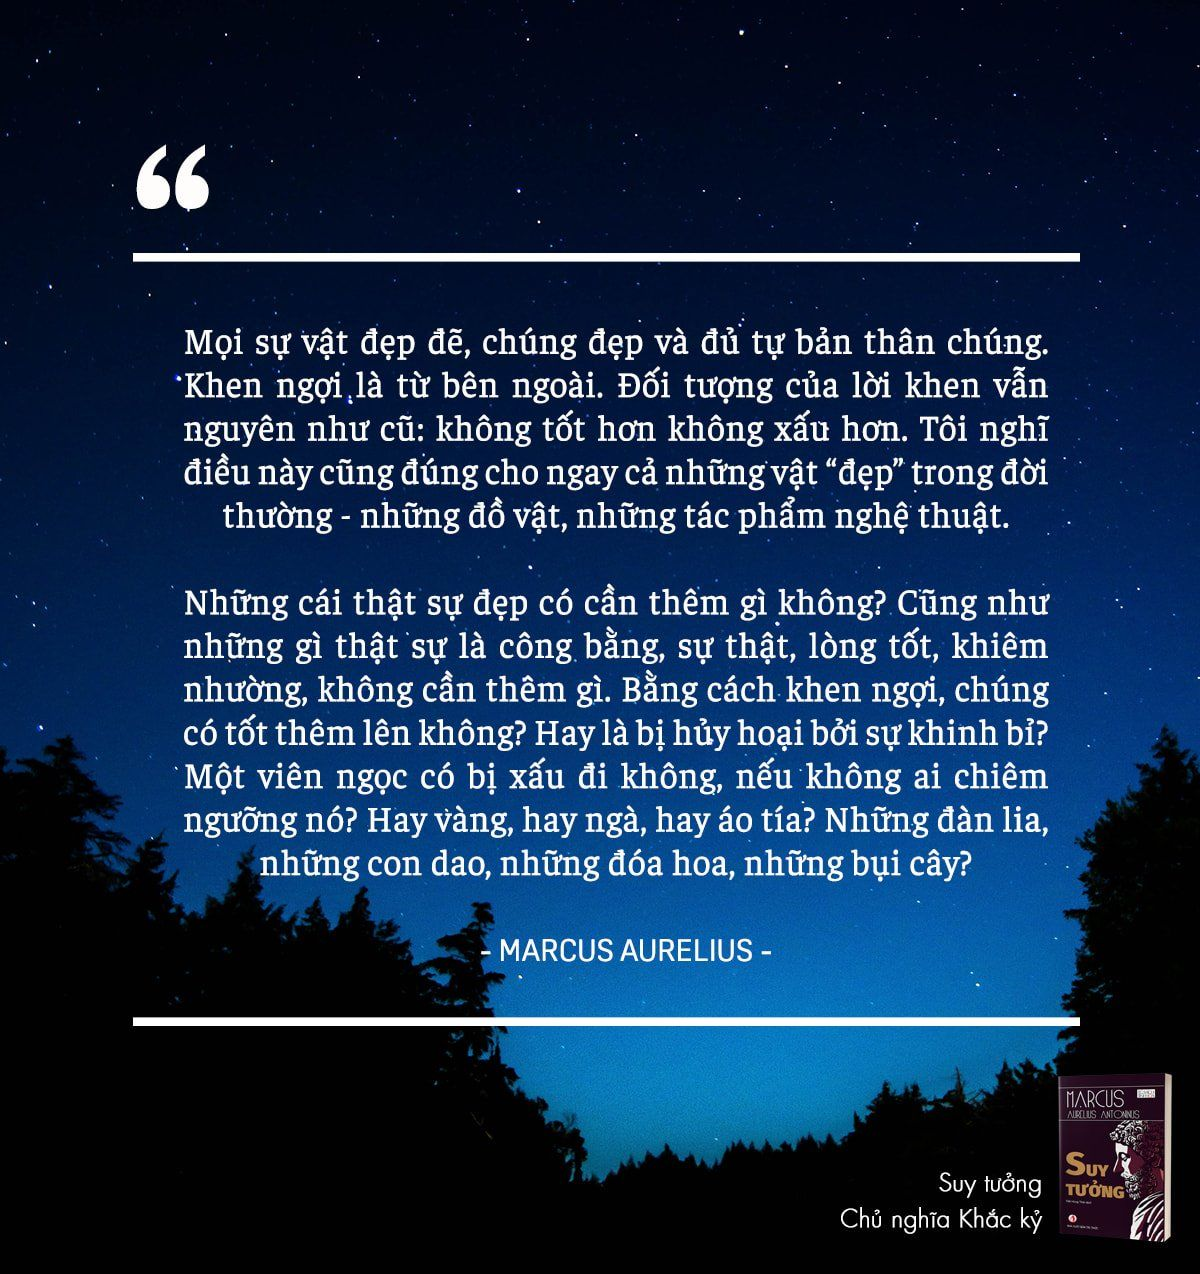 “
Mọi sự vật đẹp đẽ, chúng đẹp và đủ tự bản thân chúng.
Khen ngợi là từ bên ngoài. Đối tượng của lời khen vẫn
nguyên như cũ: không tốt hơn không xấu hơn. Tôi nghĩ
điều này cũng đúng cho ngay cả những vật “đẹp” trong đời
thường - những đồ vật, những tác phẩm nghệ thuật.
Những cái thật sự đẹp có cần thêm gì không? Cũng như
những gì thật sự là công bằng, sự thật, lòng tốt, khiêm
nhường, không cần thêm gì. Bằng cách khen ngợi, chúng
có tốt thêm lên không? Hay là bị hủy hoại bởi sự khinh bỉ?
Một viên ngọc có bị xấu đi không, nếu không ai chiêm
ngưỡng nó? Hay vàng, hay ngà, hay áo tía? Những đàn lia,
những con dao, những đóa hoa, những bụi cây?
- MARCUS AURELIUS -
MARCUS
AURELIUS ANTONINUS
SUY
TƯỞNG
Suy tưởng
Chủ nghĩa Khắc kỷ